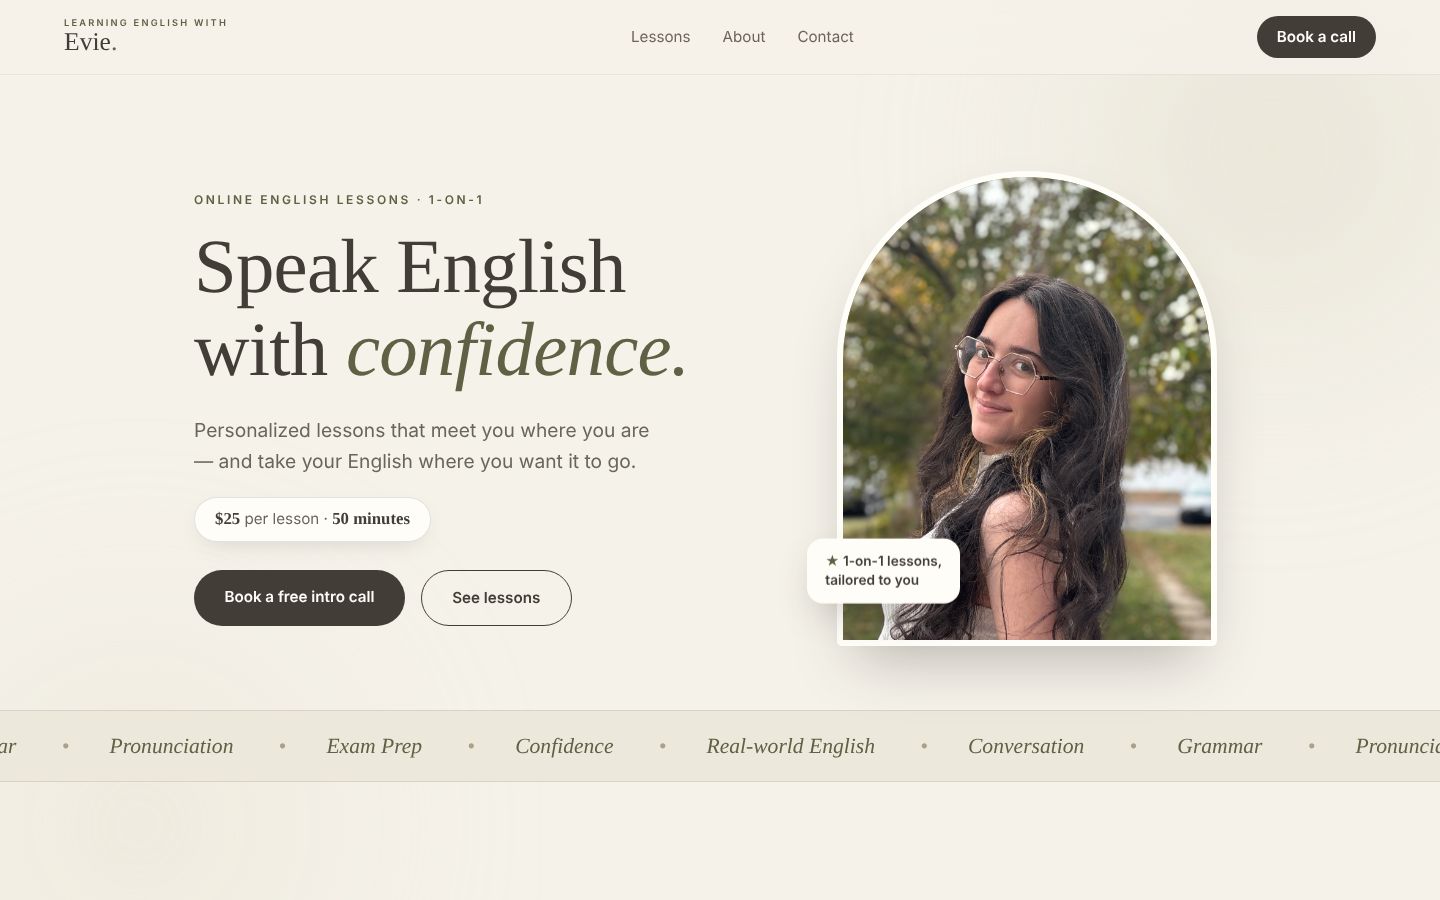 LEARNING ENGLISH WITH
Evie.
Lessons
About
Contact
Book a call
ONLINE ENGLISH LESSONS · 1-ON-1
Speak English
with confidence.
Personalized lessons that meet you where you are
— and take your English where you want it to go.
$25 per lesson · 50 minutes
Book a free intro call
See lessons
★ 1-on-1 lessons,
tailored to you
ar • Pronunciation • Exam Prep • Confidence • Real-world English • Conversation • Grammar • Pronuncia